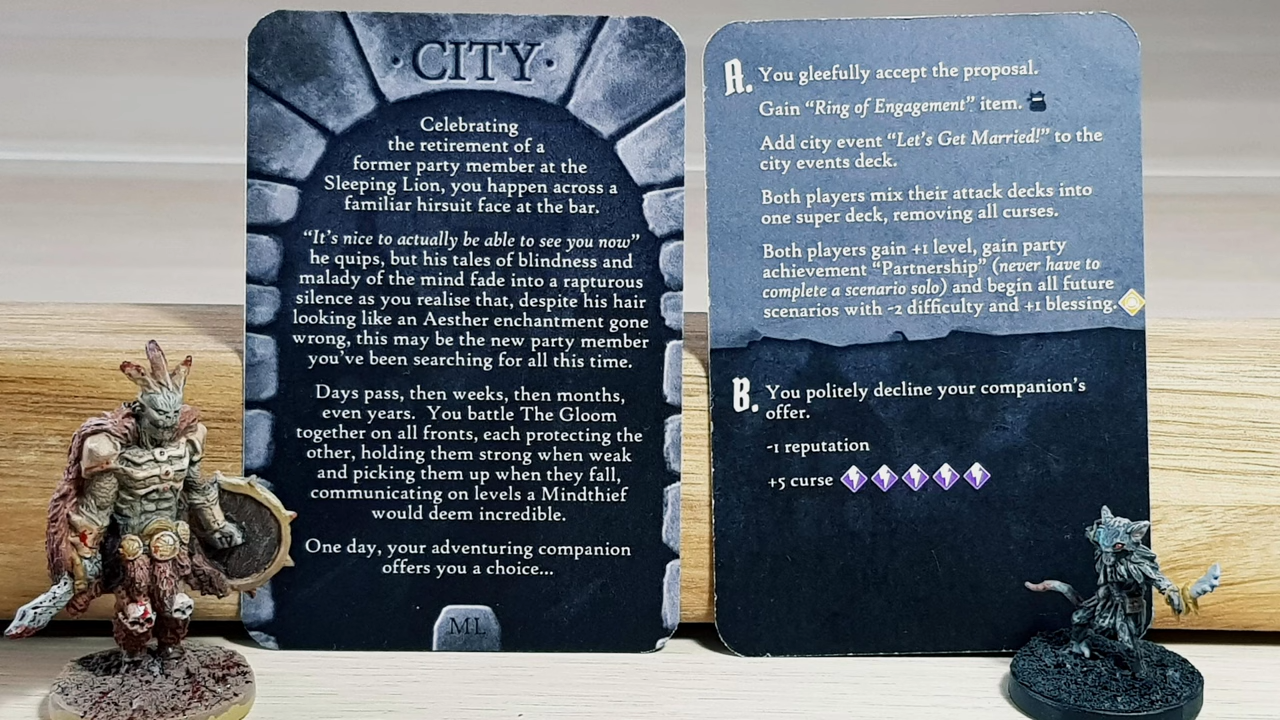 ·CITY·
Celebrating
the retirement of a
former party member at the
Sleeping Lion, you happen across a
familiar hirsuit face at the bar.
“It's nice to actually be able to see you now”
he quips, but his tales of blindness and
malady of the mind fade into a rapturous
silence as you realise that, despite his hair
looking like an Aesther enchantment gone
wrong, this may be the new party member
you've been searching for all this time.
Days pass, then weeks, then months,
even years. You battle The Gloom
together on all fronts, each protecting the
other, holding them strong when weak
and picking them up when they fall,
communicating on levels a Mindthief
would deem incredible.
One day, your adventuring companion
offers you a choice...
ML
A. You gleefully accept the proposal.
Gain “Ring of Engagement” item.
Add city event “Let's Get Married!” to the
city events deck.
Both players mix their attack decks into
one super deck, removing all curses.
Both players gain +1 level, gain party
achievement “Partnership” (never have to
complete a scenario solo) and begin all future
scenarios with -2 difficulty and +1 blessing.
B. You politely decline your companion's
offer.
-1 reputation
+5 curse